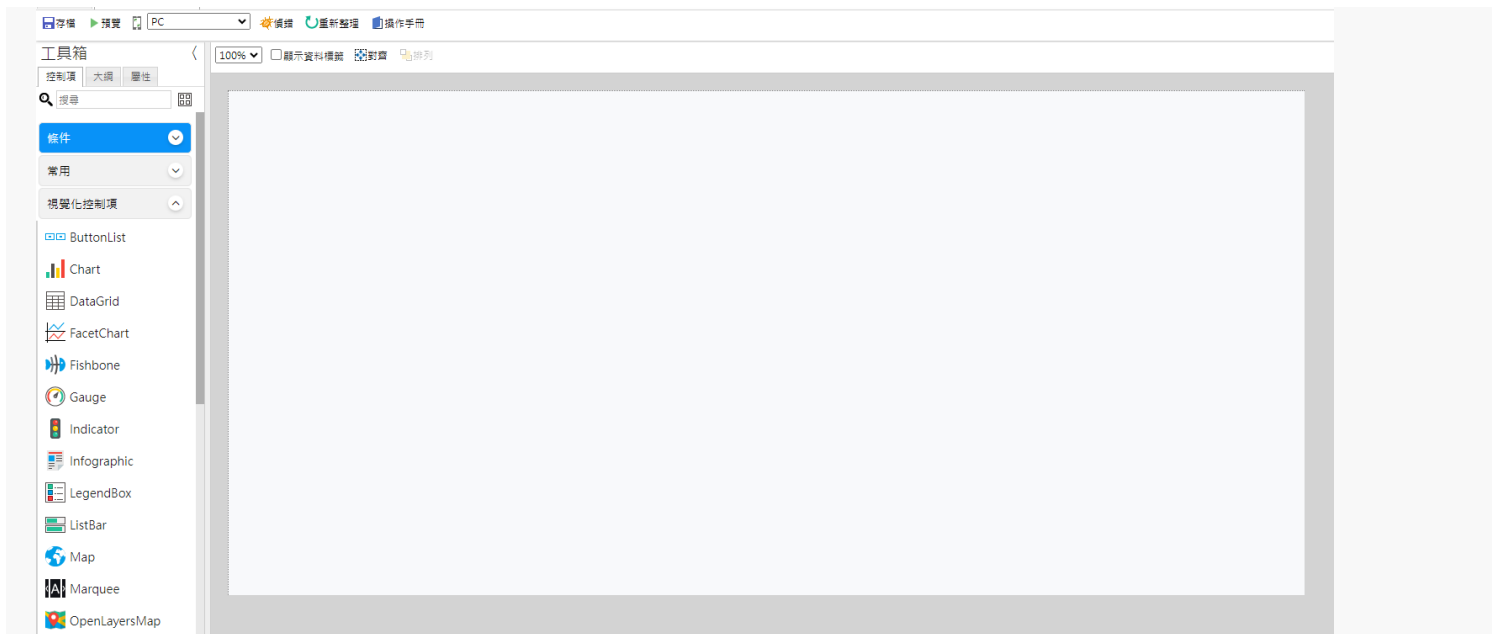 存檔 預覽 PC 偵錯 重新整理 操作手冊
工具箱 100% 顯示資料標籤 對齊 排列
控制項 大綱 屬性
搜尋
條件
常用
視覺化控制項
ButtonList
Chart
DataGrid
FacetChart
Fishbone
Gauge
Indicator
Infographic
LegendBox
ListBar
Map
Marquee
OpenLayersMap